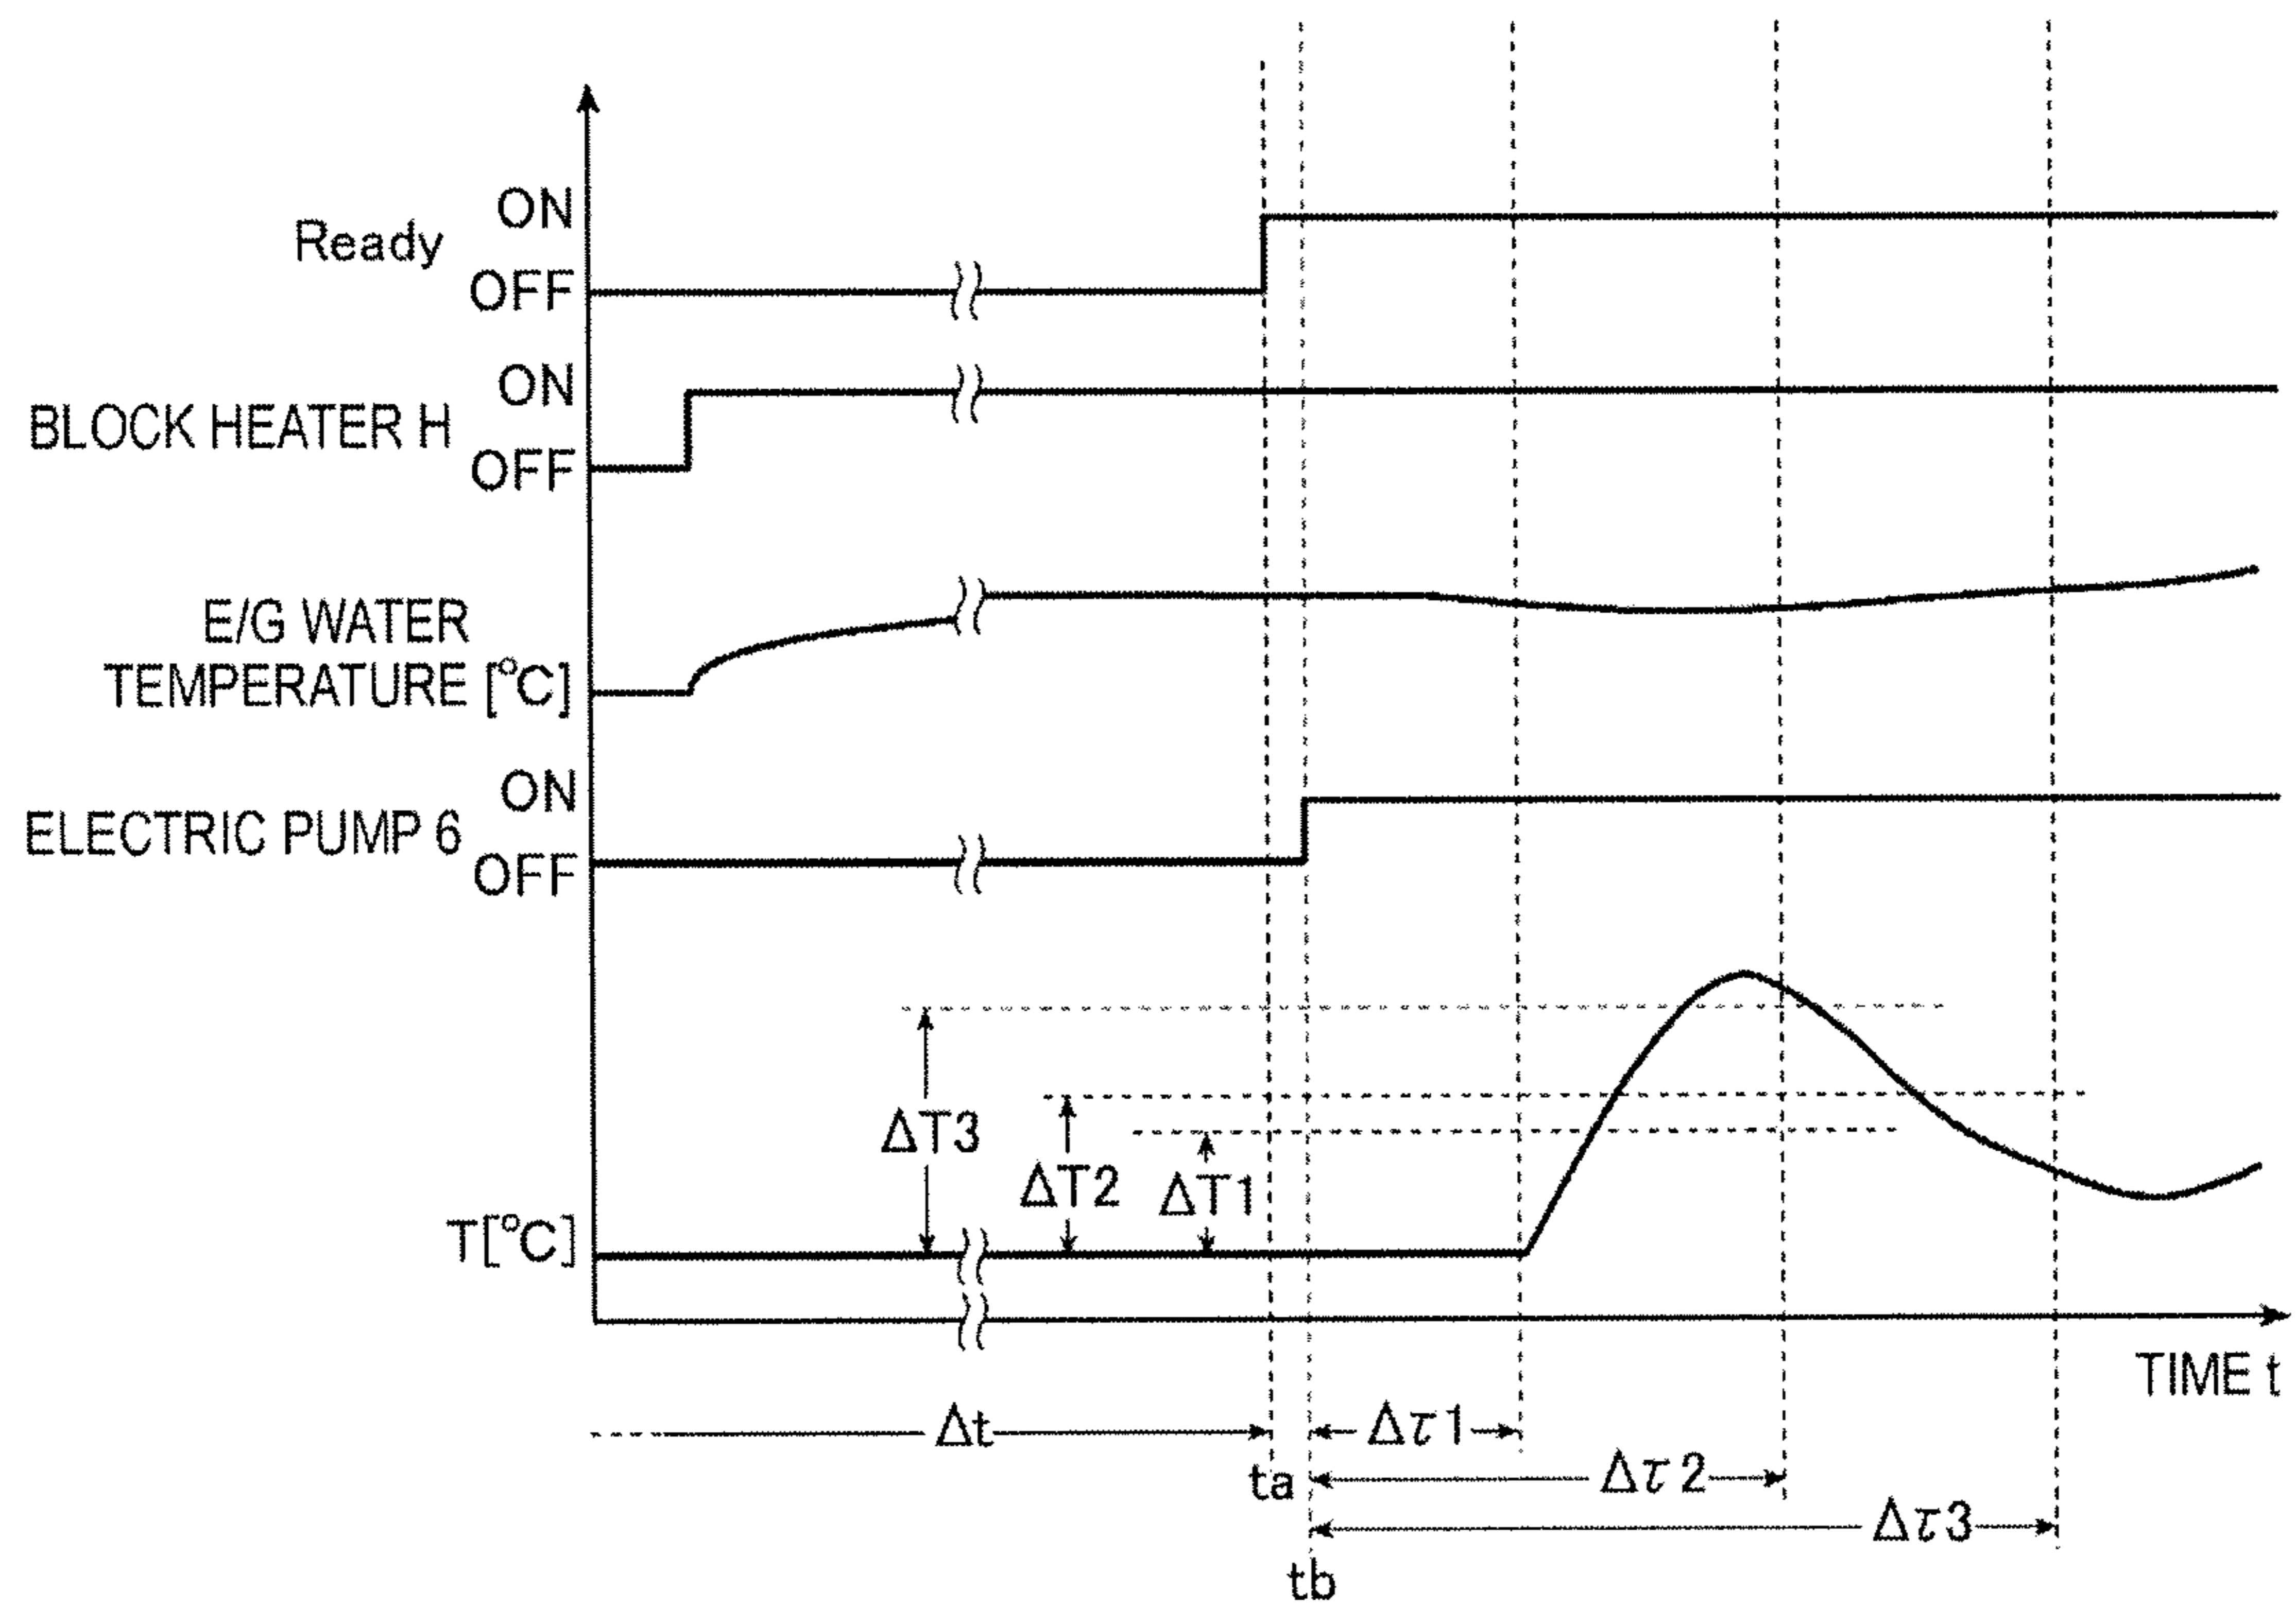 ON
Ready
OFF
ON
BLOCK HEATER H
OFF
E/G WATER
TEMPERATURE [°C]
ON
ELECTRIC PUMP 6
OFF
ΔT3
ΔT2
ΔT1
T[°C]
TIME t
Δt
Δτ1
ta
Δτ2
Δτ3
tb